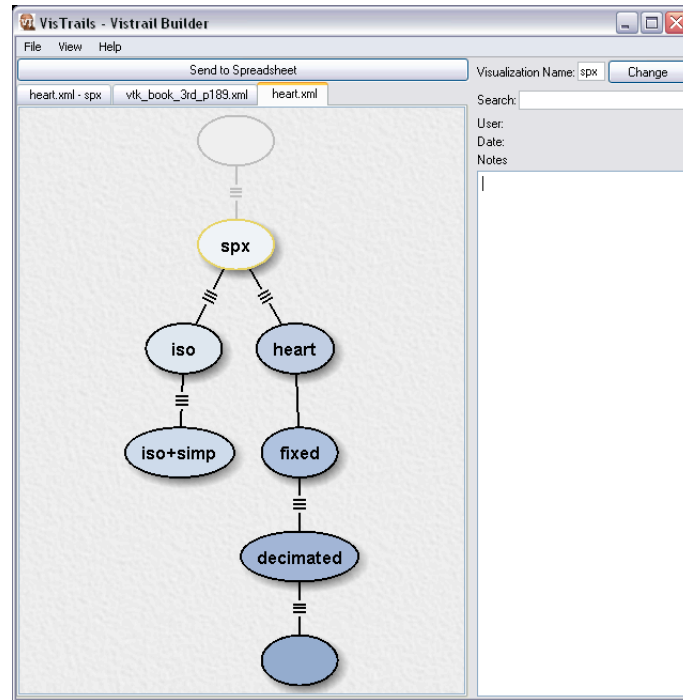 VisTrails - Vistrail Builder
File View Help
Send to Spreadsheet
heart.xml - spx vtk_book_3rd_p189.xml heart.xml
Visualization Name: spx Change
Search:
User:
Date:
Notes
spx
iso heart
iso+simp fixed
decimated